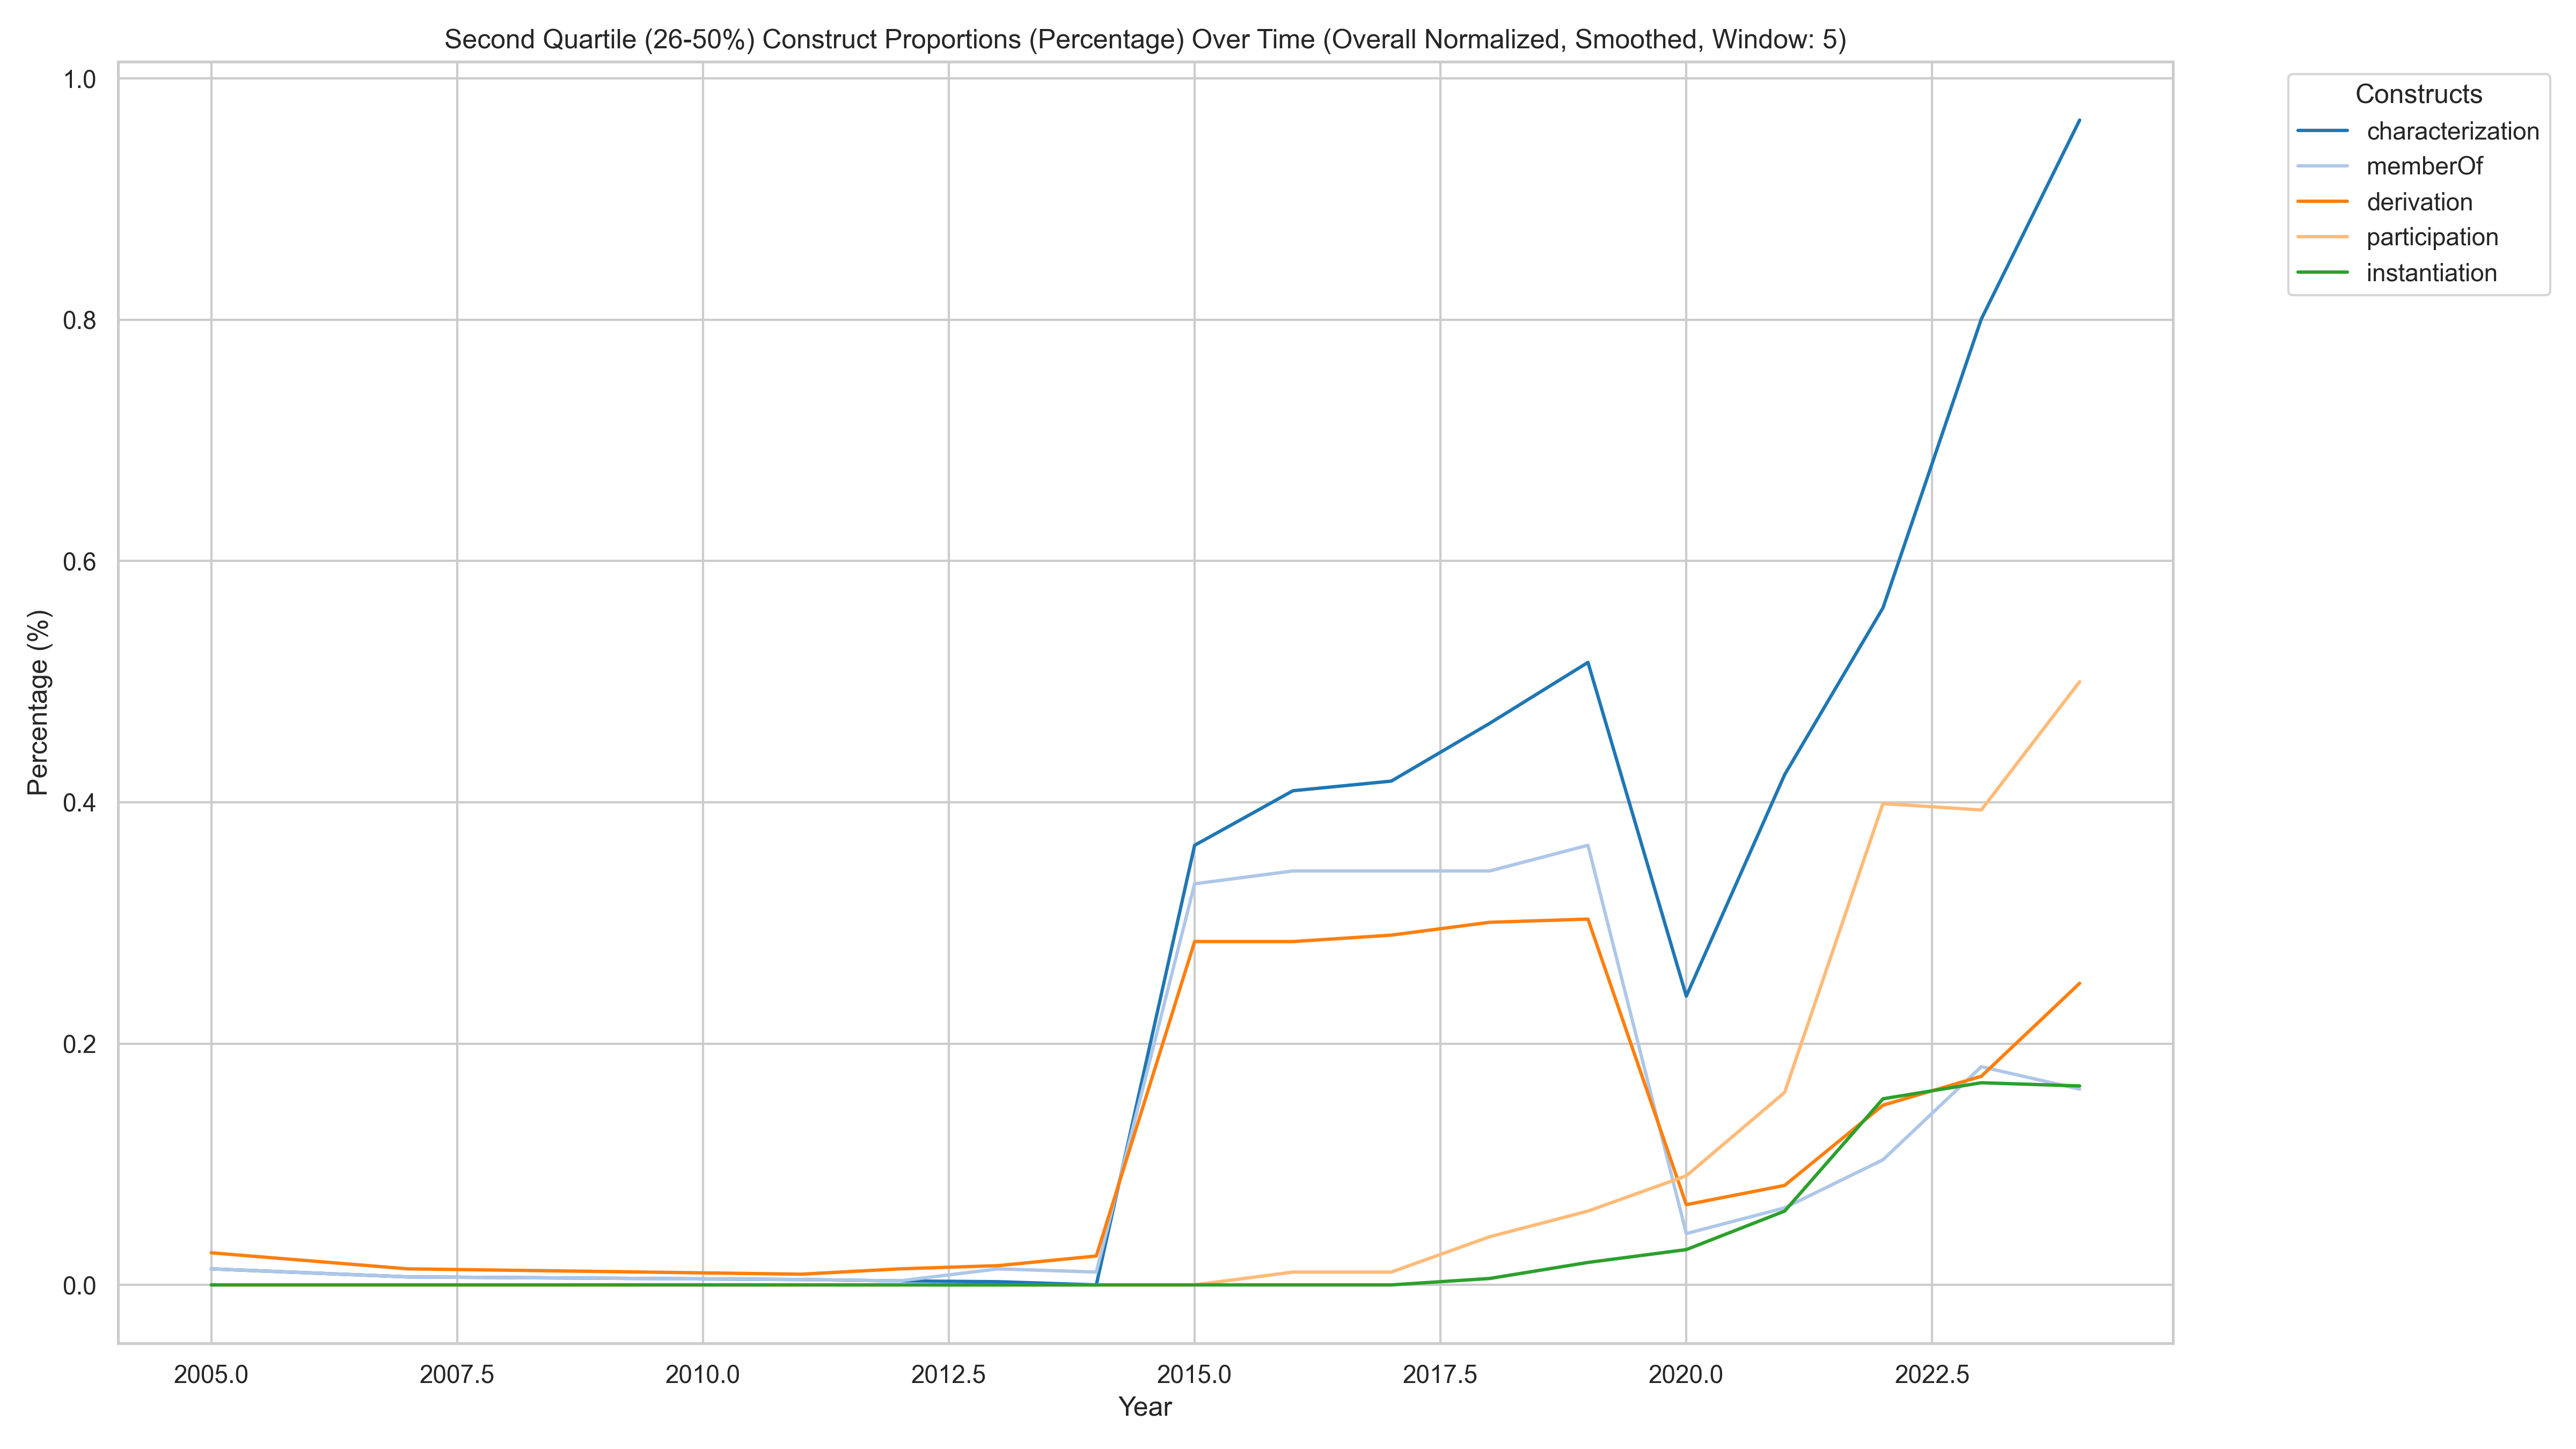 Second Quartile (26-50%) Construct Proportions (Percentage) Over Time (Overall Normalized, Smoothed, Window: 5)
1.0
0.8
0.6
0.4
0.2
0.0
Percentage (%)
2005.0 2007.5 2010.0 2012.5 2015.0 2017.5 2020.0 2022.5
Year
Constructs
characterization
memberOf
derivation
participation
instantiation